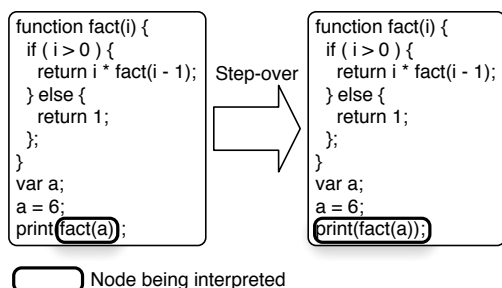 function fact(i) {
if ( i > 0 ) {
return i * fact(i - 1);
} else {
return 1;
};
}
var a;
a = 6;
print(fact(a));
Step-over
function fact(i) {
if ( i > 0 ) {
return i * fact(i - 1);
} else {
return 1;
};
}
var a;
a = 6;
print(fact(a));
Node being interpreted